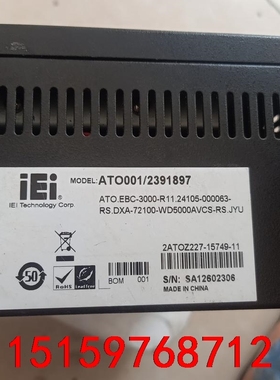 iEi
IEI Technology Corp.
MODEL: ATO001/2391897
ATO.EBC-3000-R11.24105-000063-
RS.DXA-72100-WD5000AVCS-RS.JYU
2ATOZ227-15749-11
50
RoHS
BOM 001
S/N: SA12602306
MADE IN CHINA
15159768712